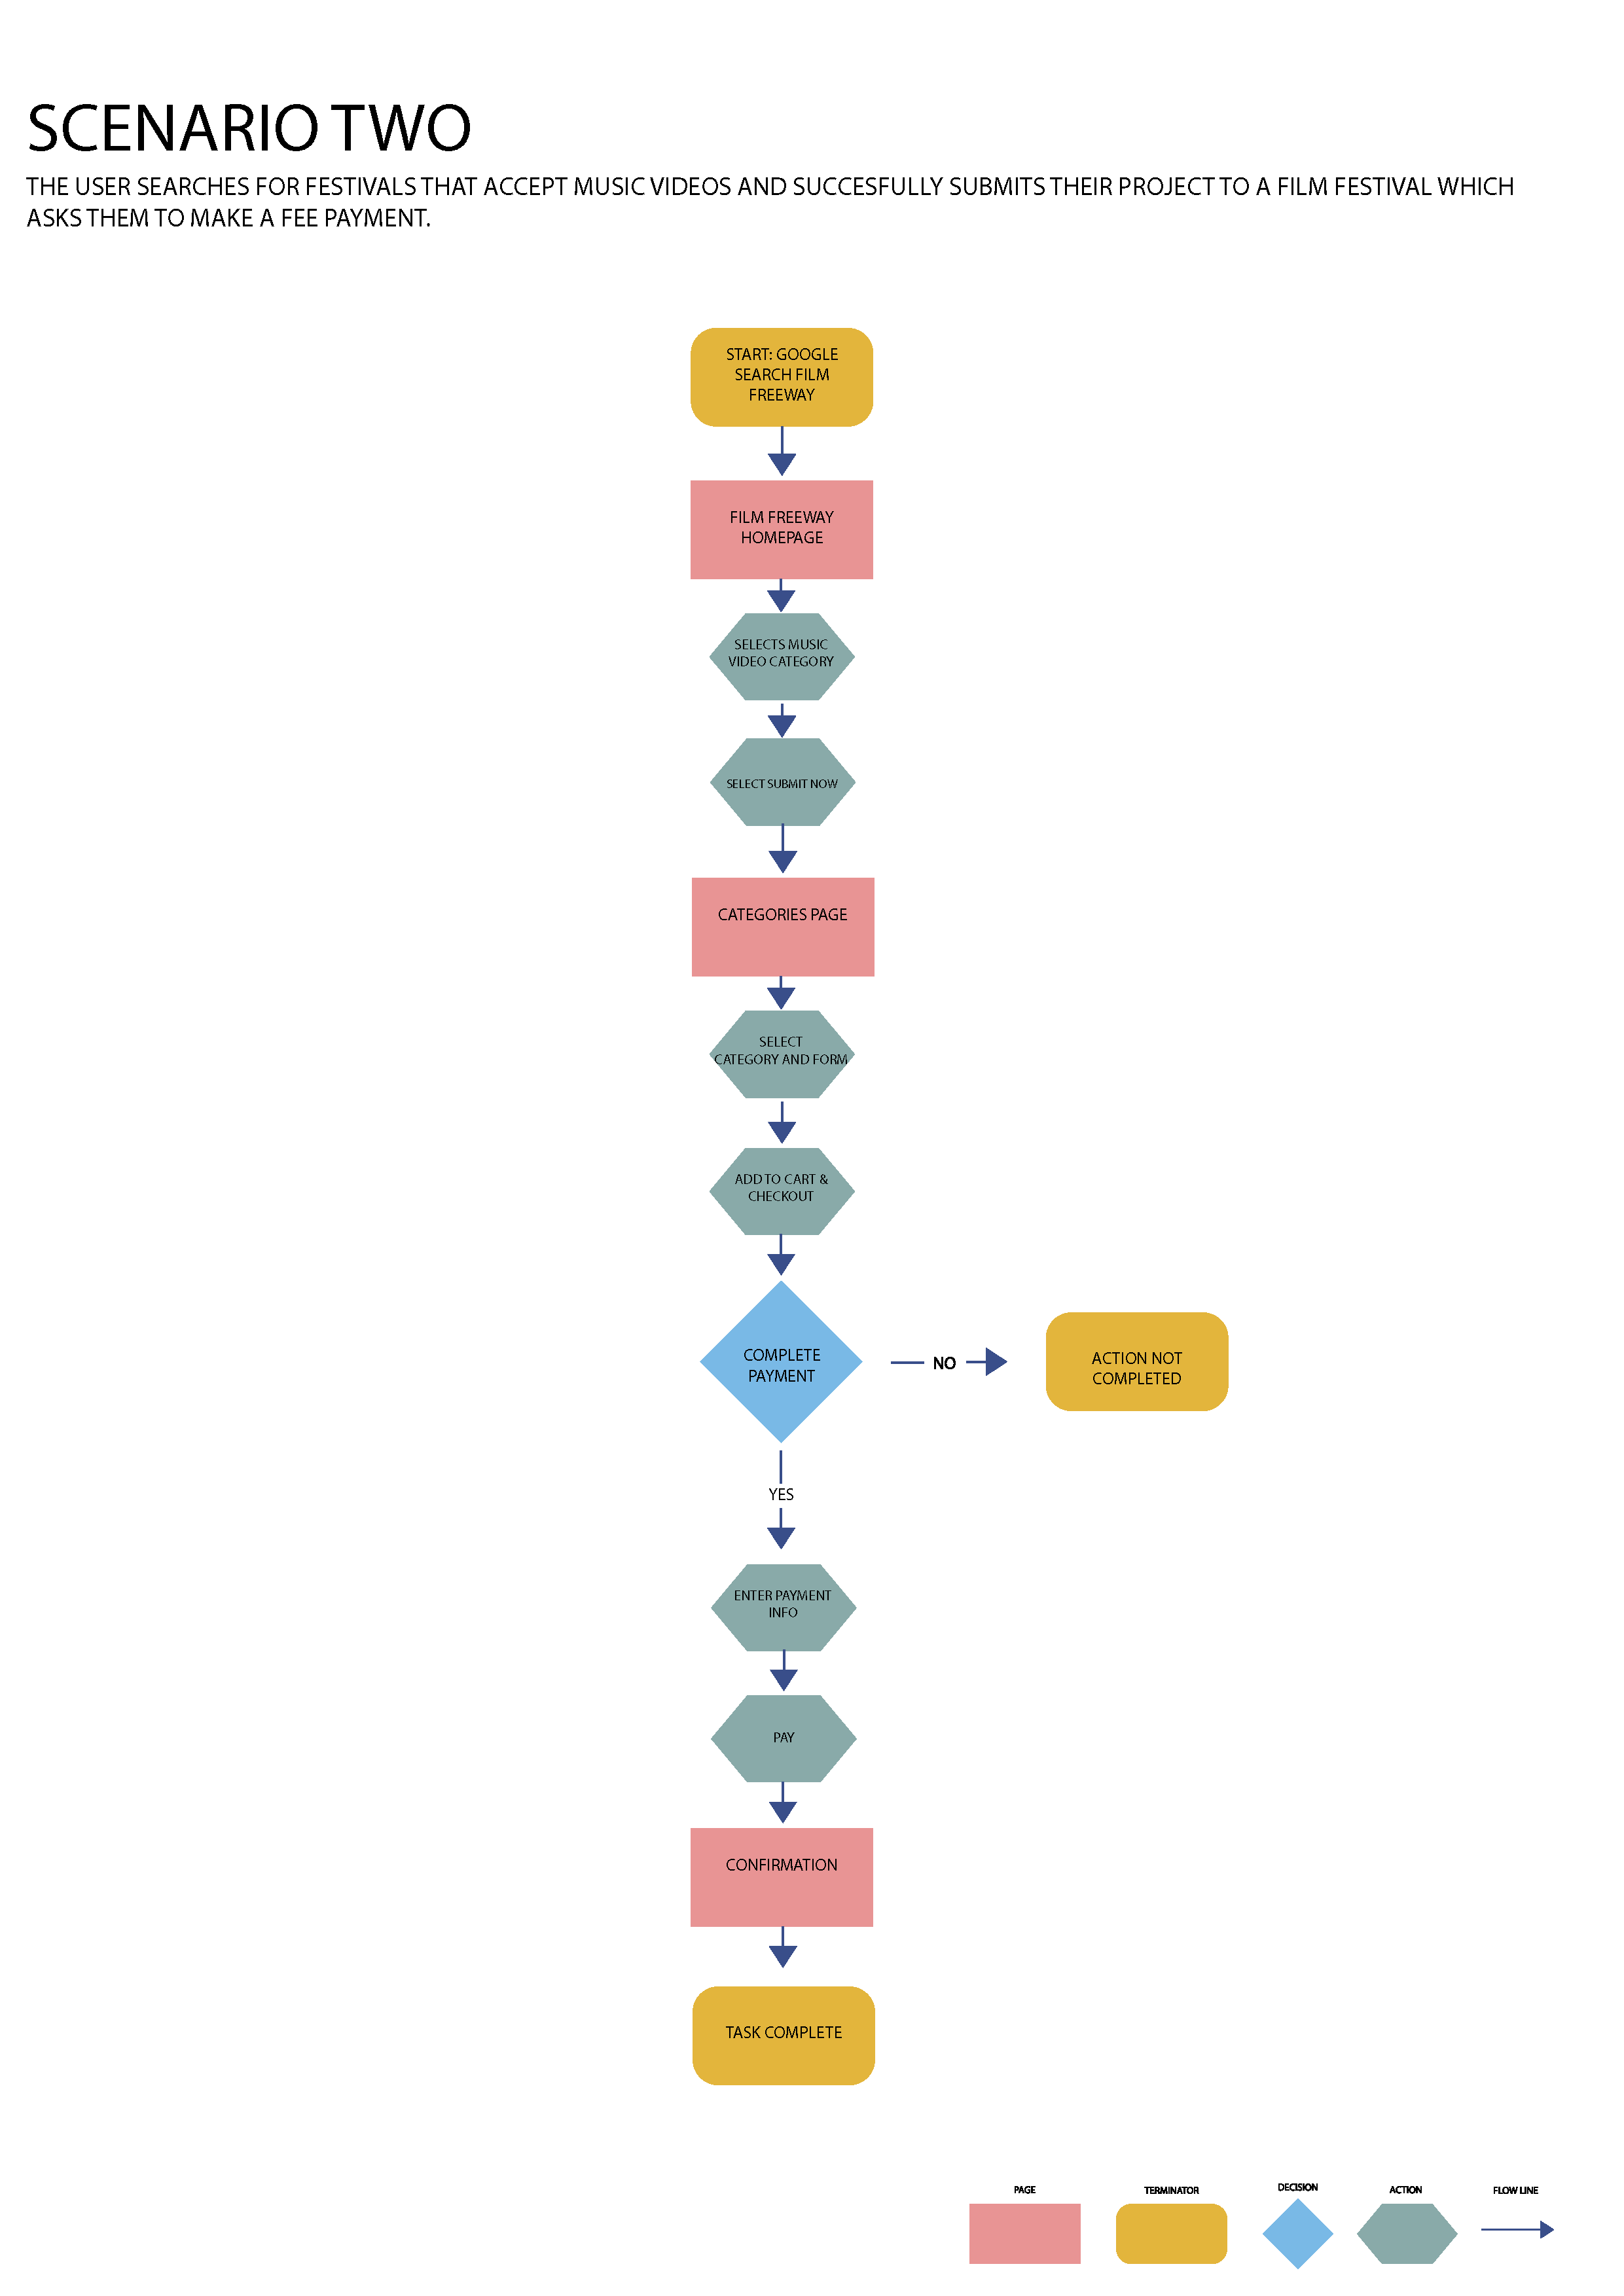 SCENARIO TWO
THE USER SEARCHES FOR FESTIVALS THAT ACCEPT MUSIC VIDEOS AND SUCCESFULLY SUBMITS THEIR PROJECT TO A FILM FESTIVAL WHICH
ASKS THEM TO MAKE A FEE PAYMENT.
START: GOOGLE
SEARCH FILM
FREEWAY
FILM FREEWAY
HOMEPAGE
SELECTS MUSIC
VIDEO CATEGORY
SELECT SUBMIT NOW
CATEGORIES PAGE
SELECT
CATEGORY AND FORM
ADD TO CART &
CHECKOUT
COMPLETE
PAYMENT
NO
ACTION NOT
COMPLETED
YES
ENTER PAYMENT
INFO
PAY
CONFIRMATION
TASK COMPLETE
PAGE
TERMINATOR
DECISION
ACTION
FLOW LINE